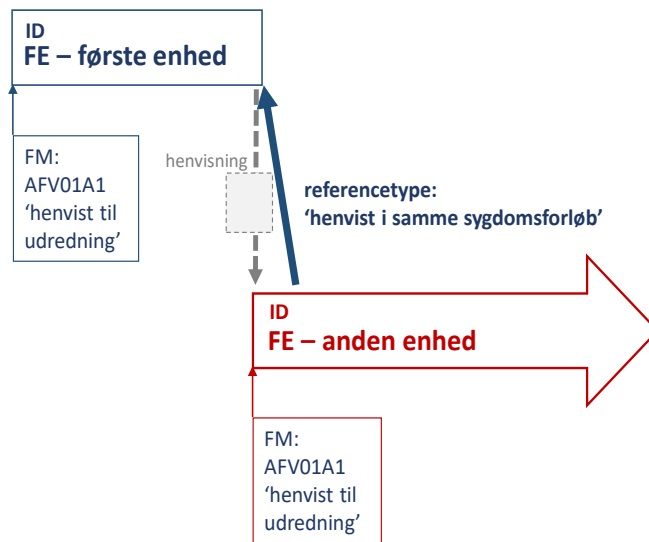 ID
FE – første enhed
FM:
AFV01A1
‘henvist til
udredning’
henvisning
referencetype:
‘henvist i samme sygdomsforløb’
ID
FE – anden enhed
FM:
AFV01A1
‘henvist til
udredning’